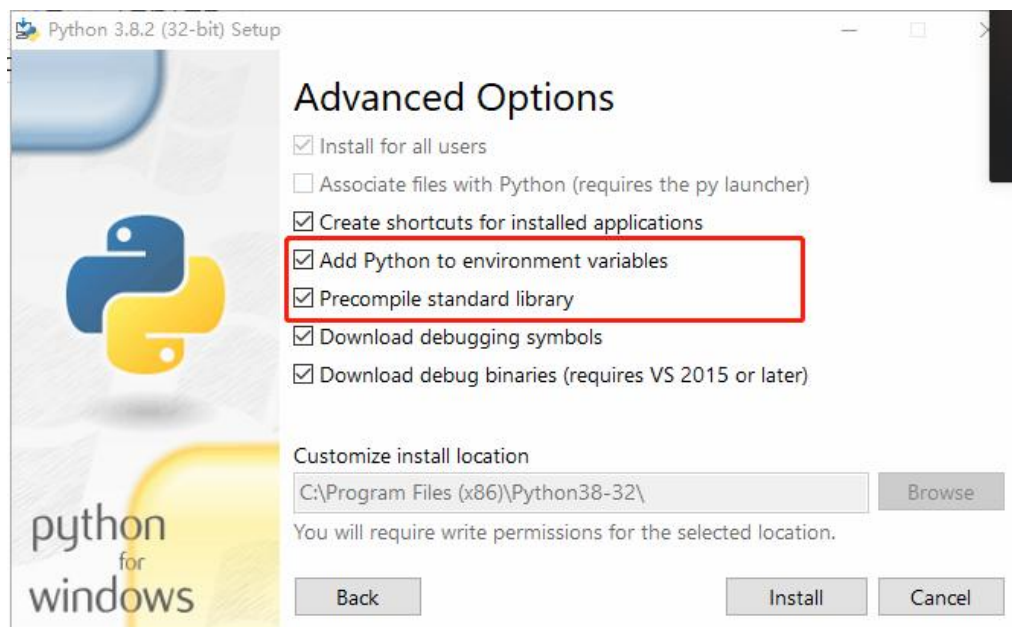 Python 3.8.2 (32-bit) Setup
Advanced Options
Install for all users
Associate files with Python (requires the py launcher)
Create shortcuts for installed applications
Add Python to environment variables
Precompile standard library
Download debugging symbols
Download debug binaries (requires VS 2015 or later)
Customize install location
C:\Program Files (x86)\Python38-32\
Browse
You will require write permissions for the selected location.
python
for
windows
Back
Install
Cancel